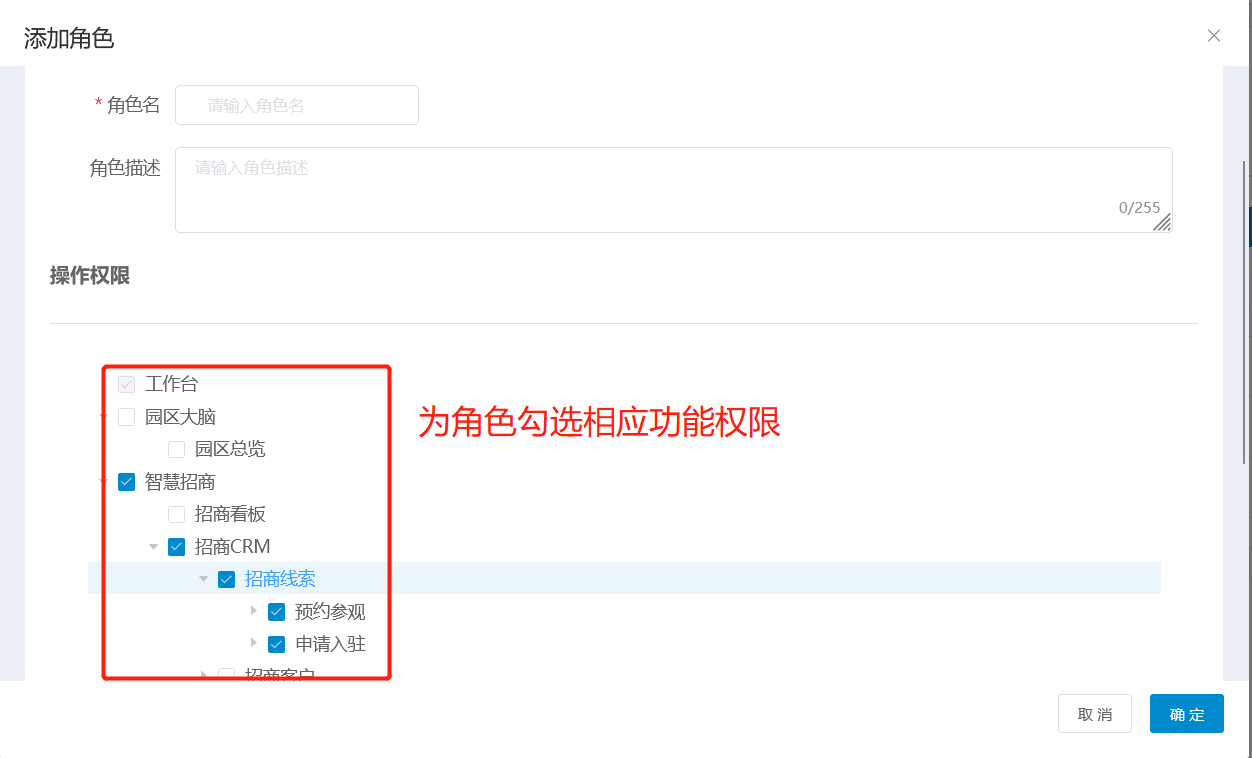 添加角色
* 角色名 请输入角色名
角色描述 请输入角色描述
0/255
操作权限
工作台
园区大脑
园区总览
智慧招商
招商看板
招商CRM
招商线索
预约参观
申请入驻
招商客户
为角色勾选相应功能权限
取 消 确 定